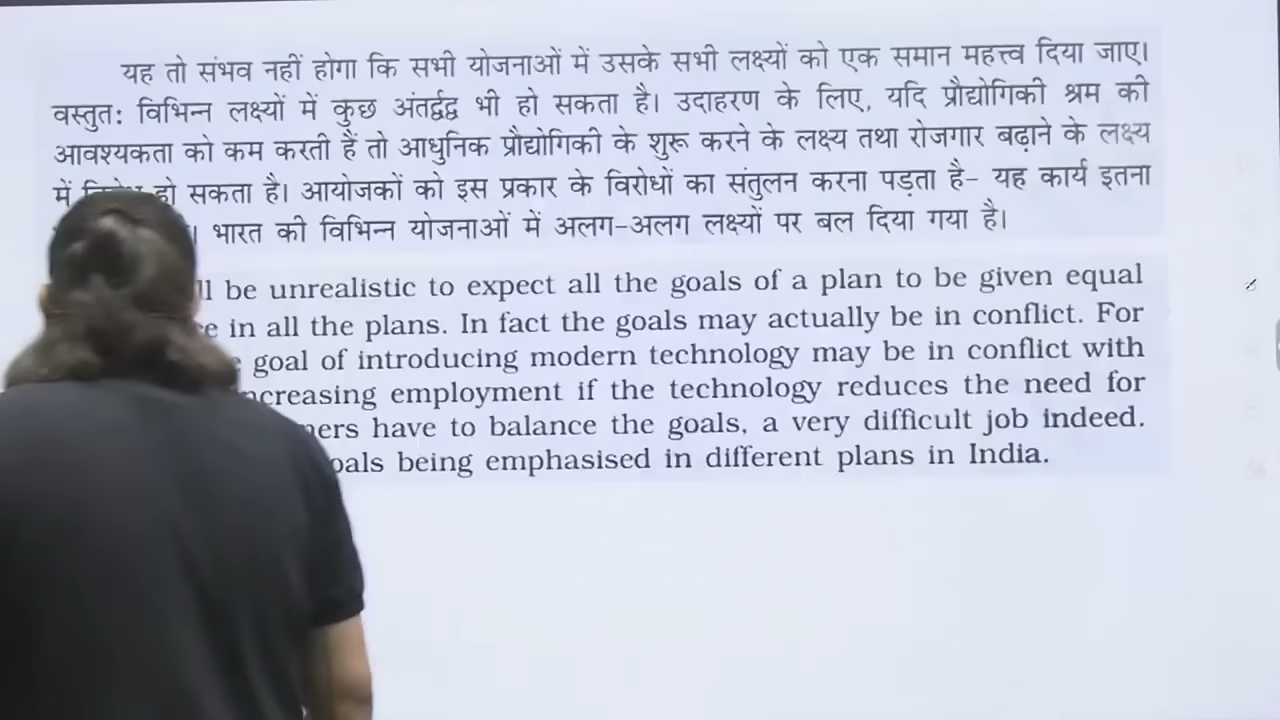 यह तो संभव नहीं होगा कि सभी योजनाओं में उसके सभी लक्ष्यों को एक समान महत्त्व दिया जाए।
वस्तुतः विभिन्न लक्ष्यों में कुछ अंतर्द्वंद्व भी हो सकता है। उदाहरण के लिए, यदि प्रौद्योगिकी श्रम की
आवश्यकता को कम करती हैं तो आधुनिक प्रौद्योगिकी के शुरू करने के लक्ष्य तथा रोजगार बढ़ाने के लक्ष्य
में हो सकता है। आयोजकों को इस प्रकार के विरोधों का संतुलन करना पड़ता है- यह कार्य इतना
भारत की विभिन्न योजनाओं में अलग-अलग लक्ष्यों पर बल दिया गया है।
be unrealistic to expect all the goals of a plan to be given equal
in all the plans. In fact the goals may actually be in conflict. For
goal of introducing modern technology may be in conflict with
employment if the technology reduces the need for
have to balance the goals, a very difficult job indeed.
being emphasised in different plans in India.